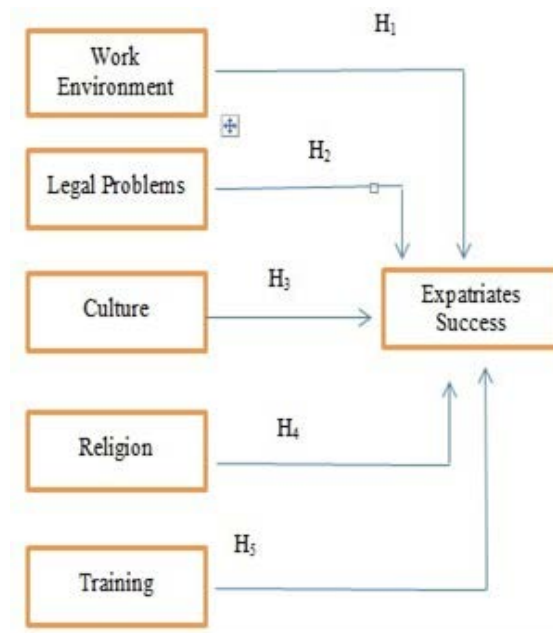 H₁
Work
Environment
H₂
Legal Problems
H₃
Culture
Expatriates
Success
H₄
Religion
H₅
Training